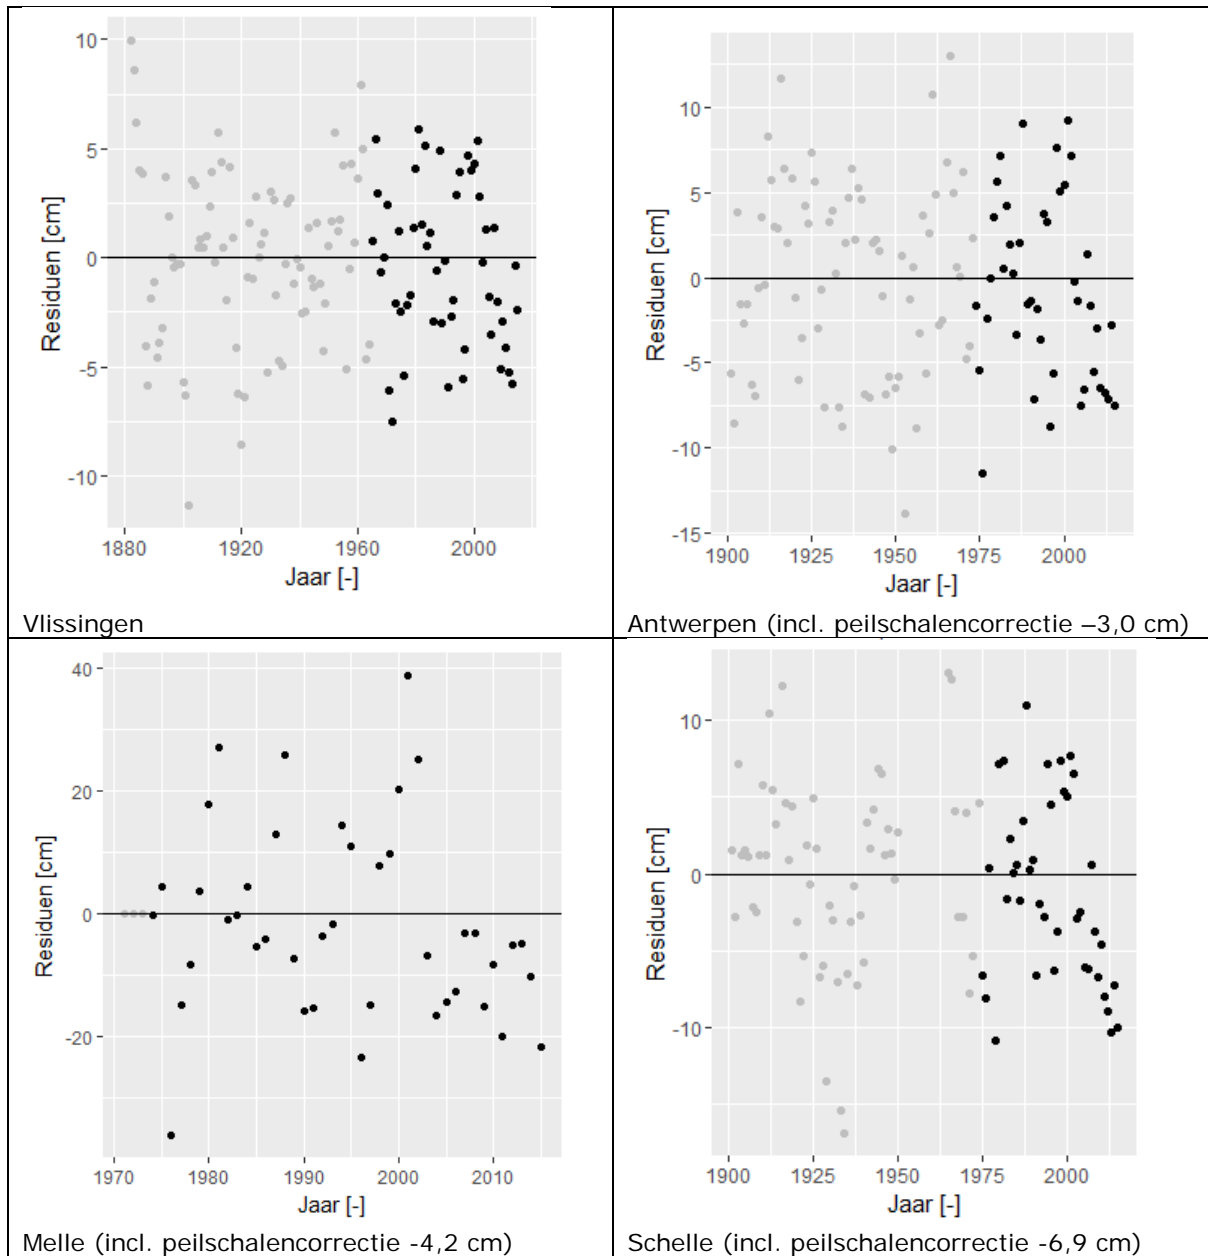 10
5
0
-5
-10
Residuen [cm]
1880 1920 1960 2000
Jaar [-]
Vlissingen
10
5
0
-5
-10
-15
Residuen [cm]
1900 1925 1950 1975 2000
Jaar [-]
Antwerpen (incl. peilschalencorrectie –3,0 cm)
40
20
0
-20
Residuen [cm]
1970 1980 1990 2000 2010
Jaar [-]
Melle (incl. peilschalencorrectie -4,2 cm)
10
0
-10
Residuen [cm]
1900 1925 1950 1975 2000
Jaar [-]
Schelle (incl. peilschalencorrectie -6,9 cm)